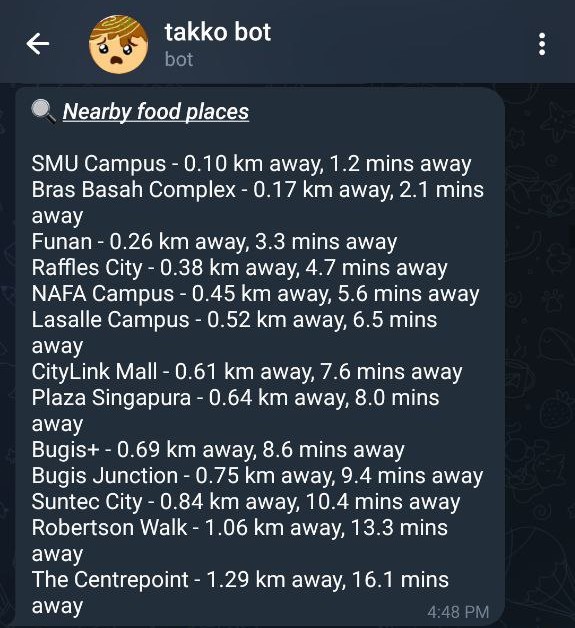 takko bot
bot
Nearby food places
SMU Campus - 0.10 km away, 1.2 mins away
Bras Basah Complex - 0.17 km away, 2.1 mins
away
Funan - 0.26 km away, 3.3 mins away
Raffles City - 0.38 km away, 4.7 mins away
NAFA Campus - 0.45 km away, 5.6 mins away
Lasalle Campus - 0.52 km away, 6.5 mins
away
CityLink Mall - 0.61 km away, 7.6 mins away
Plaza Singapura - 0.64 km away, 8.0 mins
away
Bugis+ - 0.69 km away, 8.6 mins away
Bugis Junction - 0.75 km away, 9.4 mins away
Suntec City - 0.84 km away, 10.4 mins away
Robertson Walk - 1.06 km away, 13.3 mins
away
The Centrepoint - 1.29 km away, 16.1 mins
away
4:48 PM